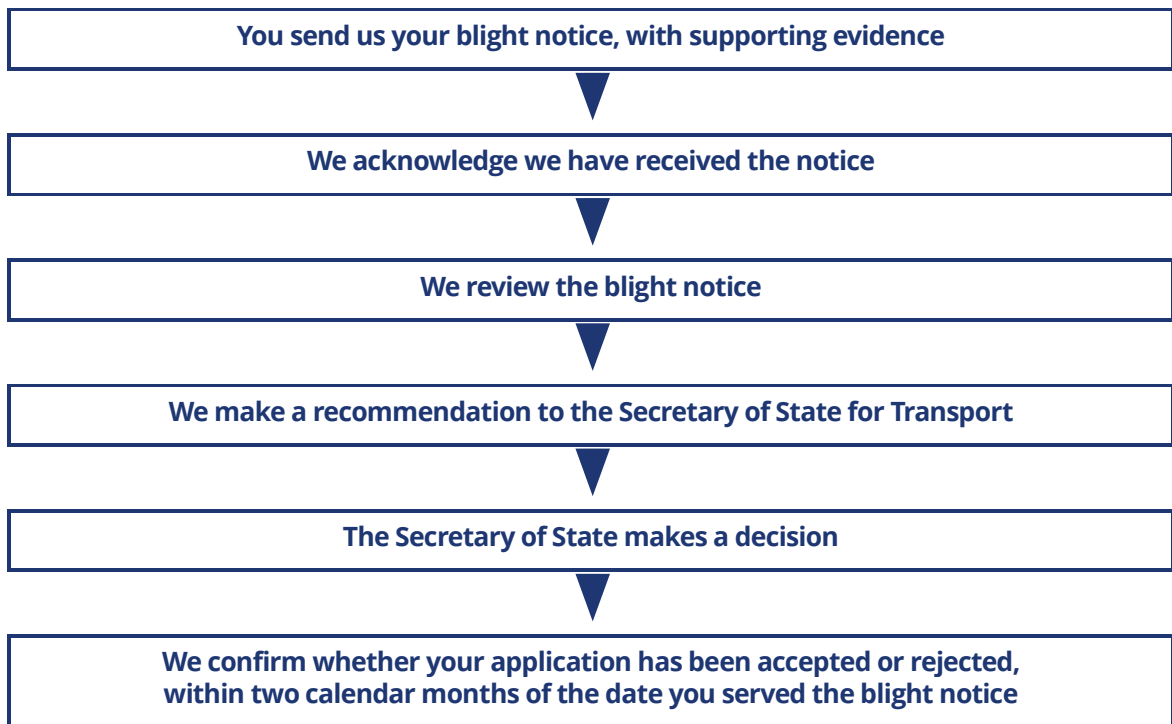 You send us your blight notice, with supporting evidence
We acknowledge we have received the notice
We review the blight notice
We make a recommendation to the Secretary of State for Transport
The Secretary of State makes a decision
We confirm whether your application has been accepted or rejected,
within two calendar months of the date you served the blight notice